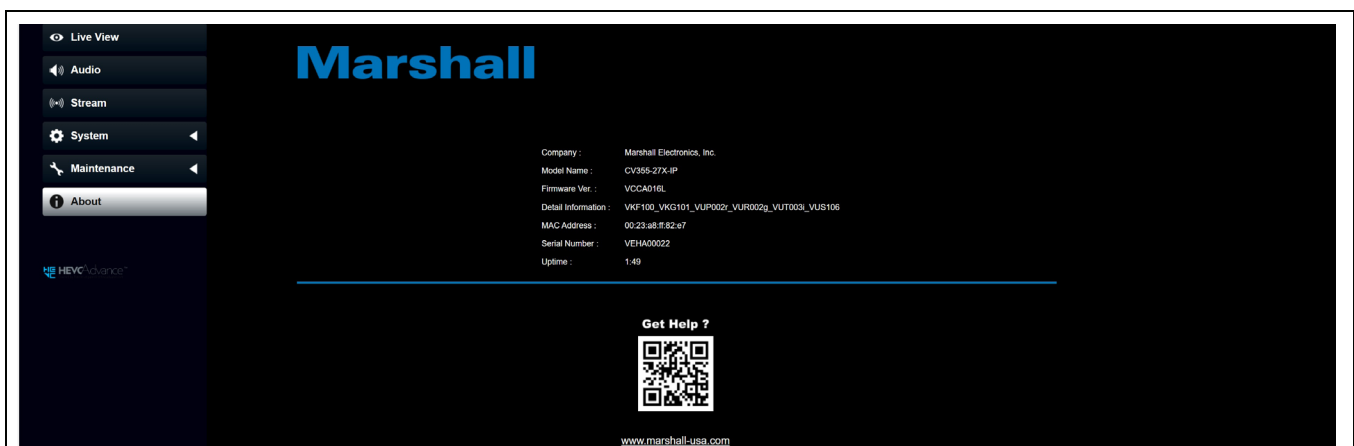 Live View
Audio
Stream
System
Maintenance
About
HEVC Advance™
Marshall
Company : Marshall Electronics, Inc.
Model Name : CV355-27X-IP
Firmware Ver. : VCCA016L
Detail Information : VKF100_VKG101_VUP002r_VUR002g_VUT003i_VUS106
MAC Address : 00:23:a8:ff:82:e7
Serial Number : VEHA00022
Uptime : 1:49
Get Help ?
www.marshall-usa.com